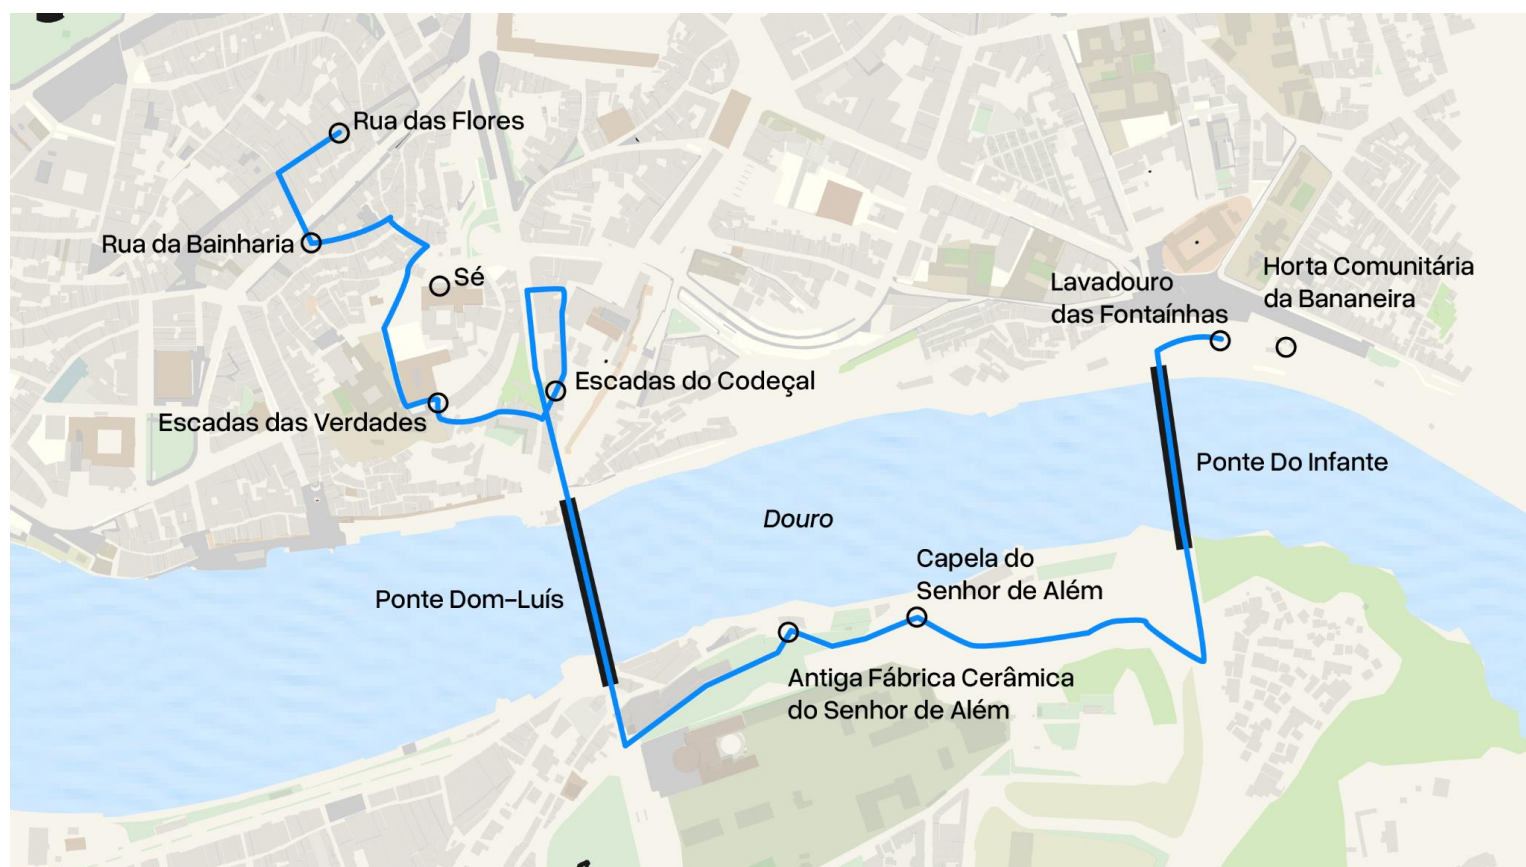 Rua das Flores
Rua da Bainharia
Sé
Horta Comunitária
da Bananeira
Lavadouro
das Fontaínhas
Escadas do Codeçal
Escadas das Verdades
Ponte Do Infante
Douro
Capela do
Senhor de Além
Ponte Dom-Luís
Antiga Fábrica Cerâmica
do Senhor de Além